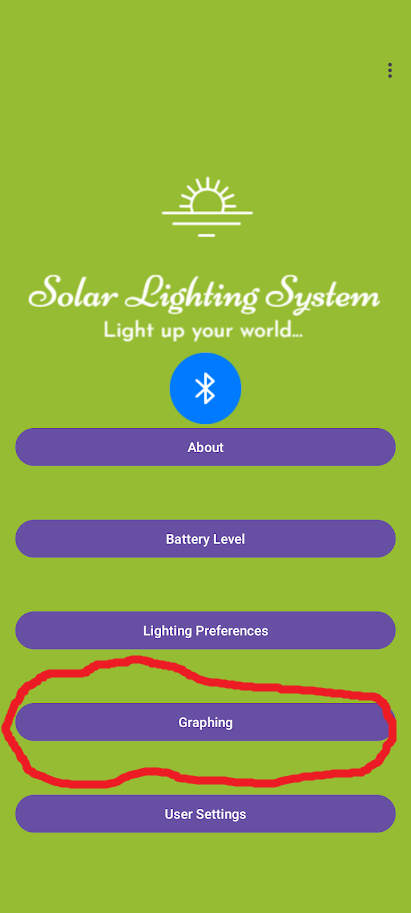 Solar Lighting System
Light up your world...
About
Battery Level
Lighting Preferences
Graphing
User Settings